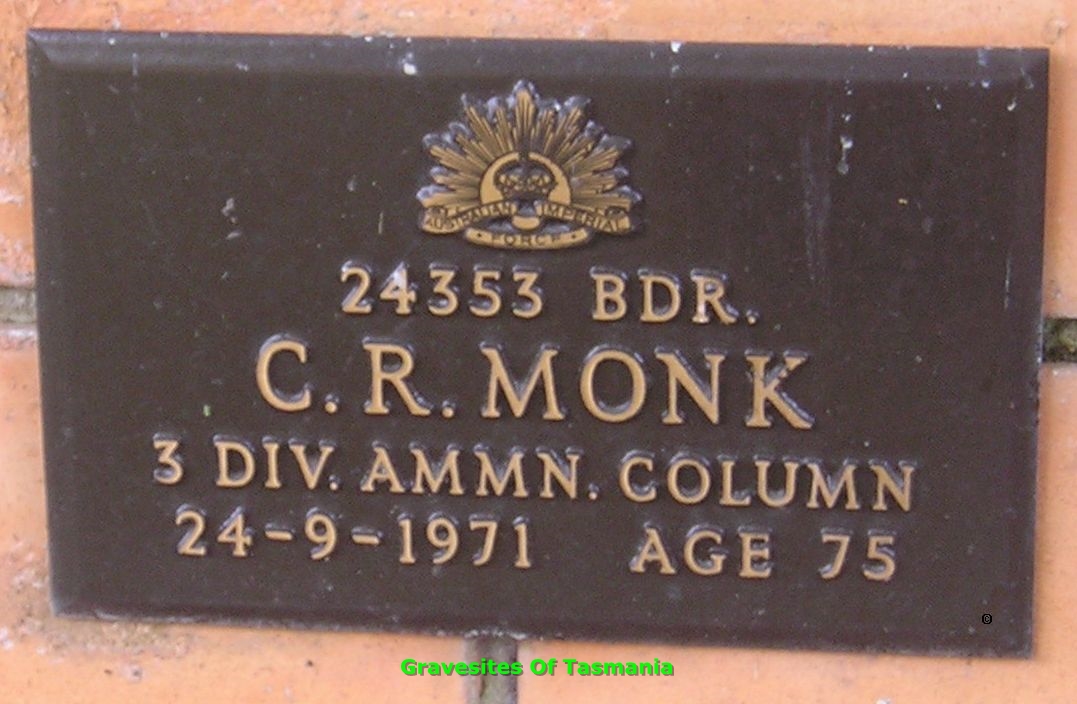 AUSTRALIAN IMPERIAL
FORCE
24353 BDR.
C. R. MONK
3 DIV. AMMN. COLUMN
24-9-1971 AGE 75
Gravesites Of Tasmania